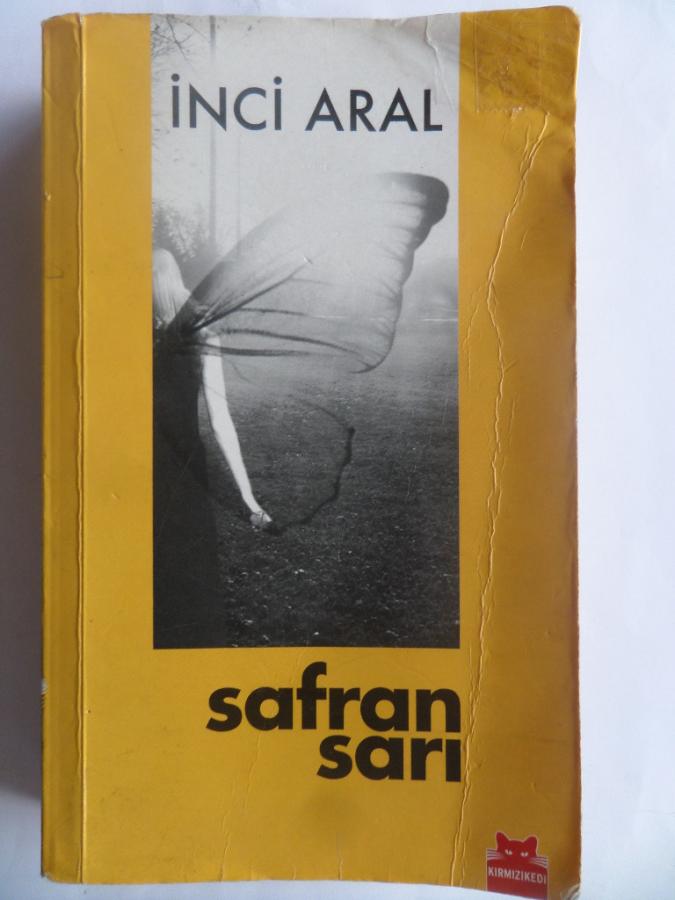 İNCİ ARAL
safran
sarı
KIRMIZIKEDİ